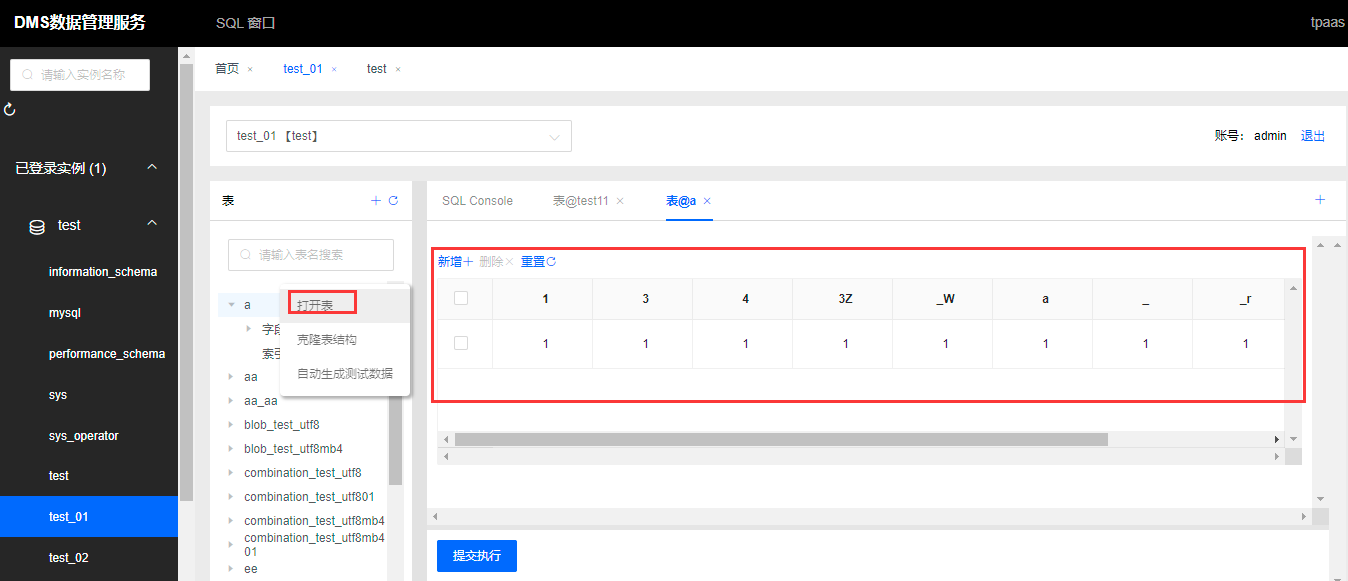 DMS数据管理服务
SQL 窗口
tpaas
请输入实例名称
已登录实例 (1)
test
information_schema
mysql
performance_schema
sys
sys_operator
test
test_01
test_02
首页 ×
test_01 ×
test ×
test_01 【test】
账号： admin 退出
表
请输入表名搜索
a
打开表
克隆表结构
自动生成测试数据
aa
aa_aa
blob_test_utf8
blob_test_utf8mb4
combination_test_utf8
combination_test_utf801
combination_test_utf8mb4
combination_test_utf8mb4
01
ee
SQL Console
表@test11 ×
表@a ×
新增 删除 重置
1 3 4 3Z _W a _ _r
1 1 1 1 1 1 1 1
提交执行